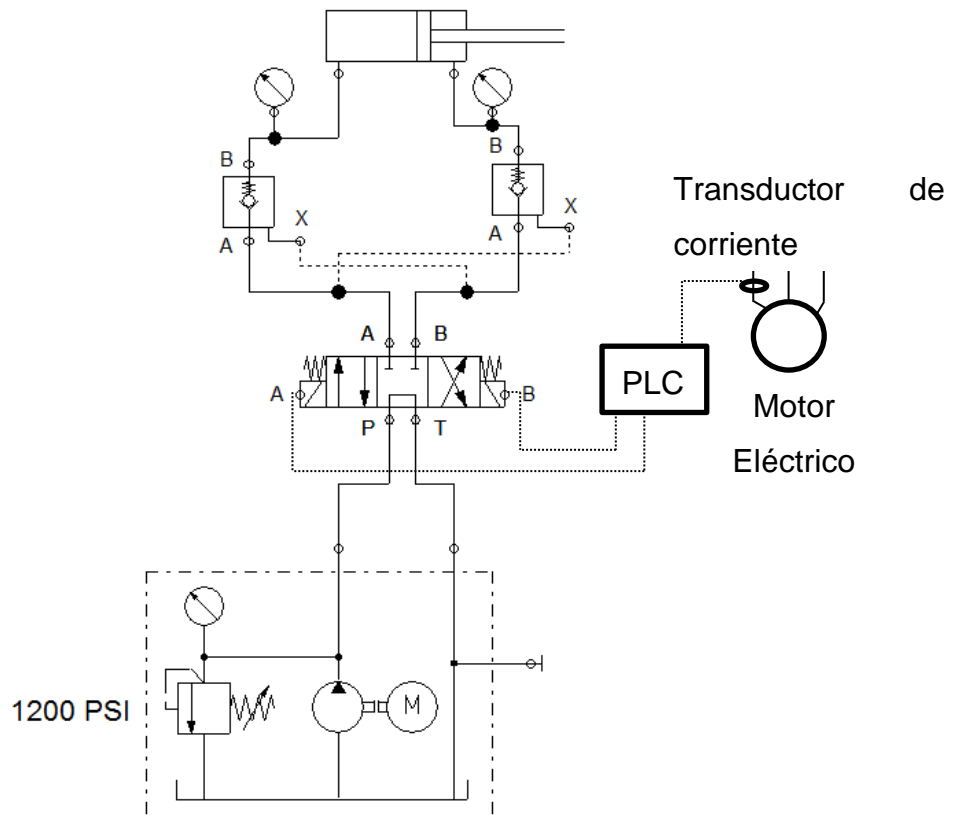 B
B
X
X
A
A
Transductor de
corriente
A B
A
B
PLC
P T
Motor
Eléctrico
1200 PSI
M